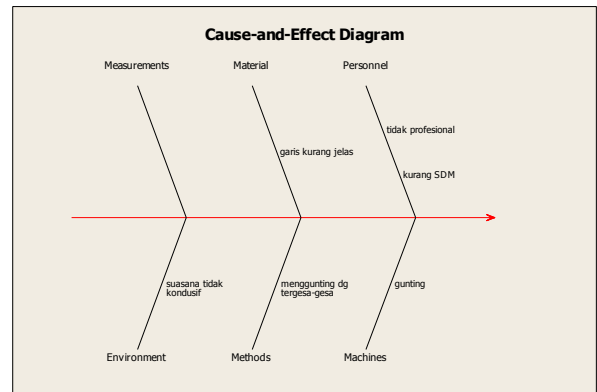 Cause-and-Effect Diagram
Measurements
Material
Personnel
tidak profesional
garis kurang jelas
kurang SDM
suasana tidak
kondusif
menggunting dg
tergesa-gesa
gunting
Environment
Methods
Machines